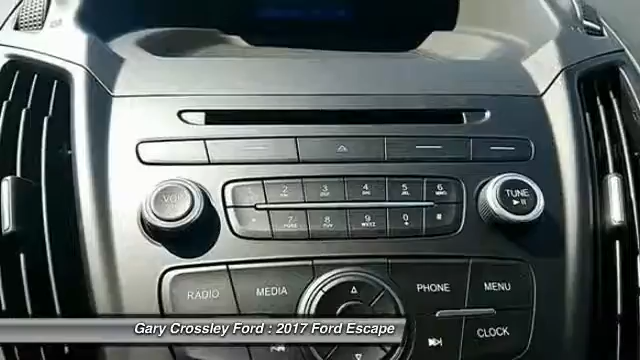 VOL
TUNE
1 2 3 4 5 6
7 8 9 0
RADIO MEDIA PHONE MENU
CLOCK
Gary Crossley Ford : 2017 Ford Escape